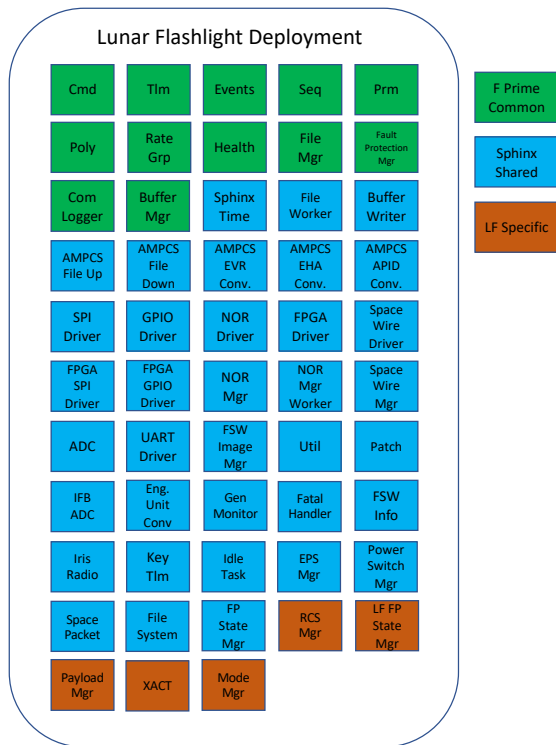 Lunar Flashlight Deployment
Cmd
Tlm
Events
Seq
Prm
F Prime
Common
Poly
Rate
Grp
Health
File
Mgr
Fault
Protection
Mgr
Sphinx
Shared
Com
Logger
Buffer
Mgr
Sphinx
Time
File
Worker
Buffer
Writer
LF Specific
AMPCS
File Up
AMPCS
File
Down
AMPCS
EVR
Conv.
AMPCS
EHA
Conv.
AMPCS
APID
Conv.
SPI
Driver
GPIO
Driver
NOR
Driver
FPGA
Driver
Space
Wire
Driver
FPGA
SPI
Driver
FPGA
GPIO
Driver
NOR
Mgr
NOR
Mgr
Worker
Space
Wire
Mgr
ADC
UART
Driver
FSW
Image
Mgr
Util
Patch
IFB
ADC
Eng.
Unit
Conv
Gen
Monitor
Fatal
Handler
FSW
Info
Iris
Radio
Key
Tlm
Idle
Task
EPS
Mgr
Power
Switch
Mgr
Space
Packet
File
System
FP
State
Mgr
RCS
Mgr
LF FP
State
Mgr
Payload
Mgr
XACT
Mode
Mgr